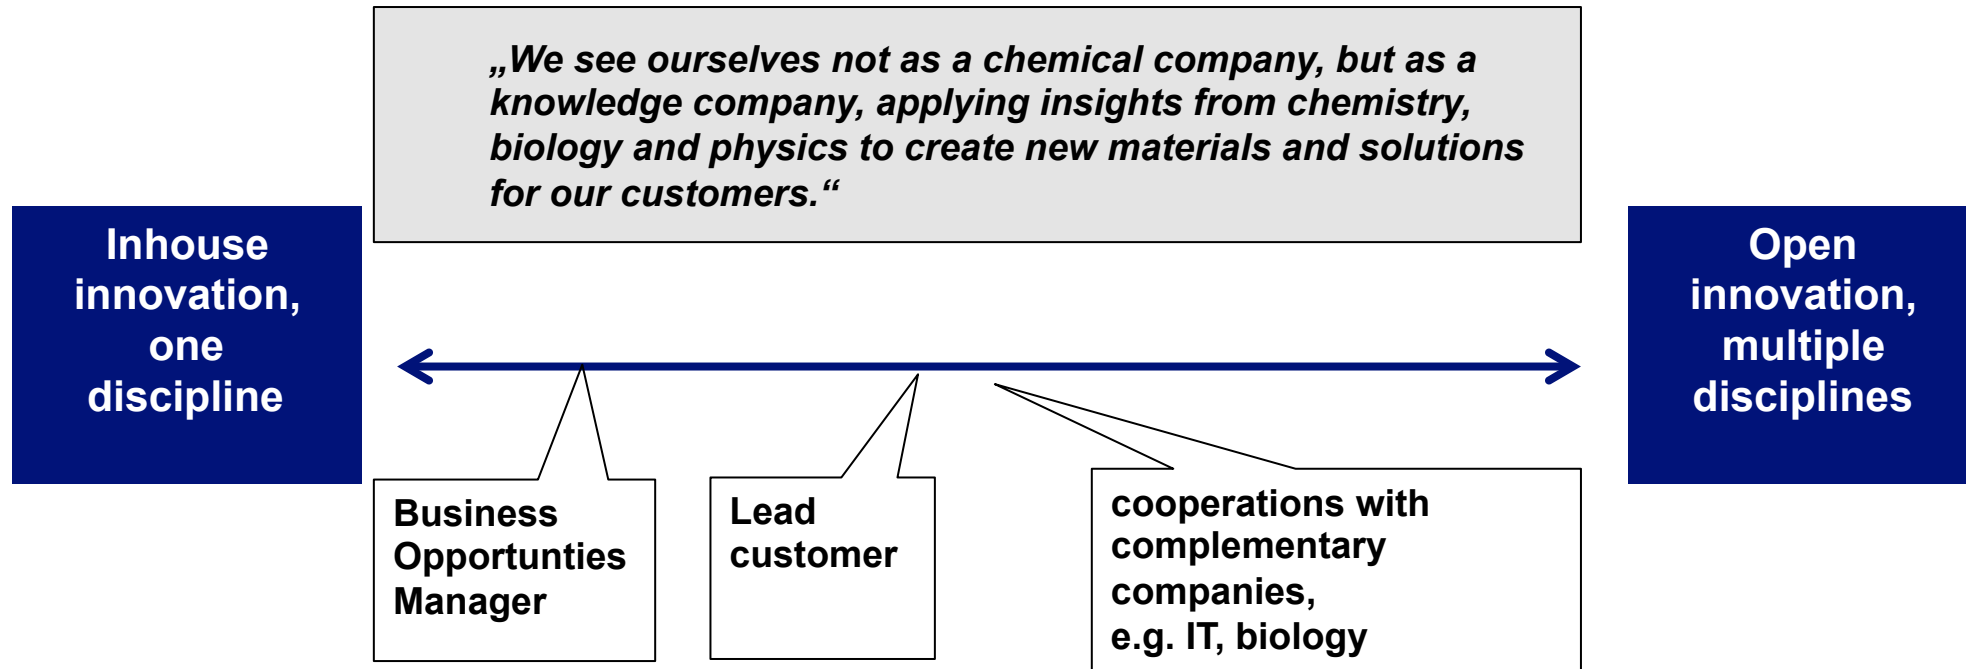 „We see ourselves not as a chemical company, but as a
knowledge company, applying insights from chemistry,
biology and physics to create new materials and solutions
for our customers.“
Inhouse
innovation,
one
discipline
Open
innovation,
multiple
disciplines
Business
Opportunties
Manager
Lead
customer
cooperations with
complementary
companies,
e.g. IT, biology